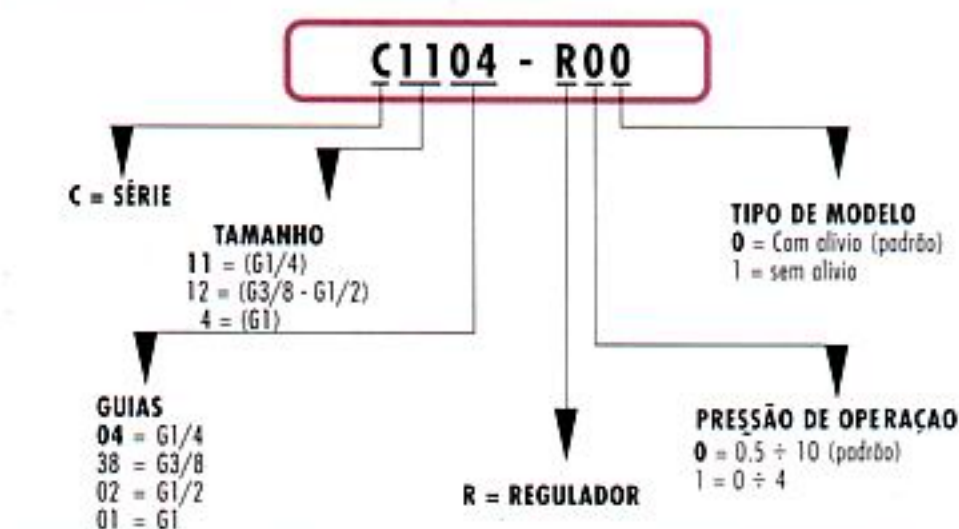 C1104 - R00
C = SÉRIE
TAMANHO
11 = (G1/4)
12 = (G3/8 - G1/2)
4 = (G1)
GUIAS
04 = G1/4
38 = G3/8
02 = G1/2
01 = G1
R = REGULADOR
TIPO DE MODELO
0 = Com alivio (padrão)
1 = sem alivio
PRESSÃO DE OPERAÇAO
0 = 0.5 ÷ 10 (padrão)
1 = 0 ÷ 4